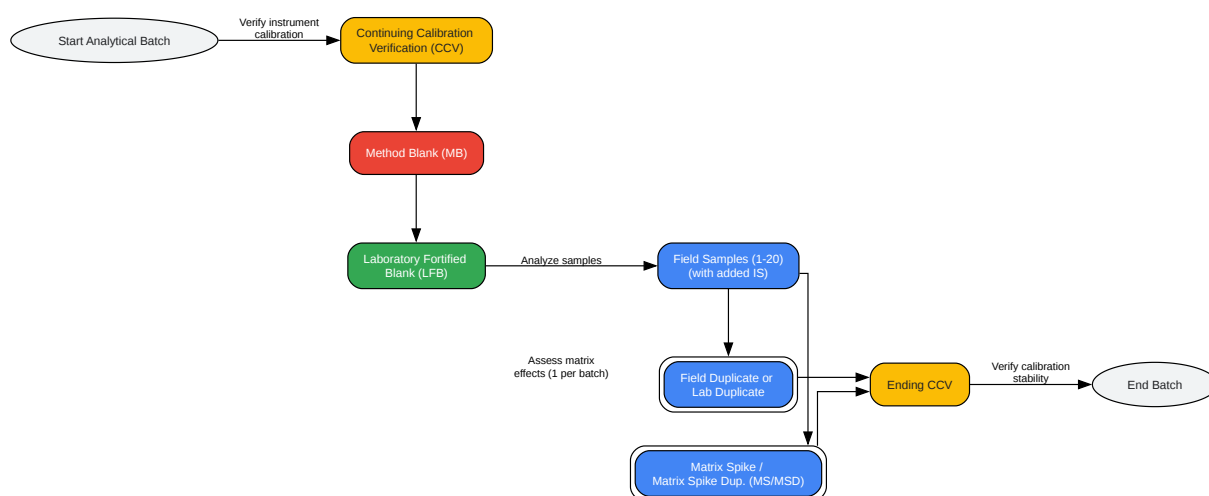 Start Analytical Batch
Verify instrument
calibration
Continuing Calibration
Verification (CCV)
Method Blank (MB)
Laboratory Fortified
Blank (LFB)
Analyze samples
Field Samples (1-20)
(with added IS)
Assess matrix
effects (1 per batch)
Field Duplicate or
Lab Duplicate
Ending CCV
Verify calibration
stability
End Batch
Matrix Spike /
Matrix Spike Dup. (MS/MSD)